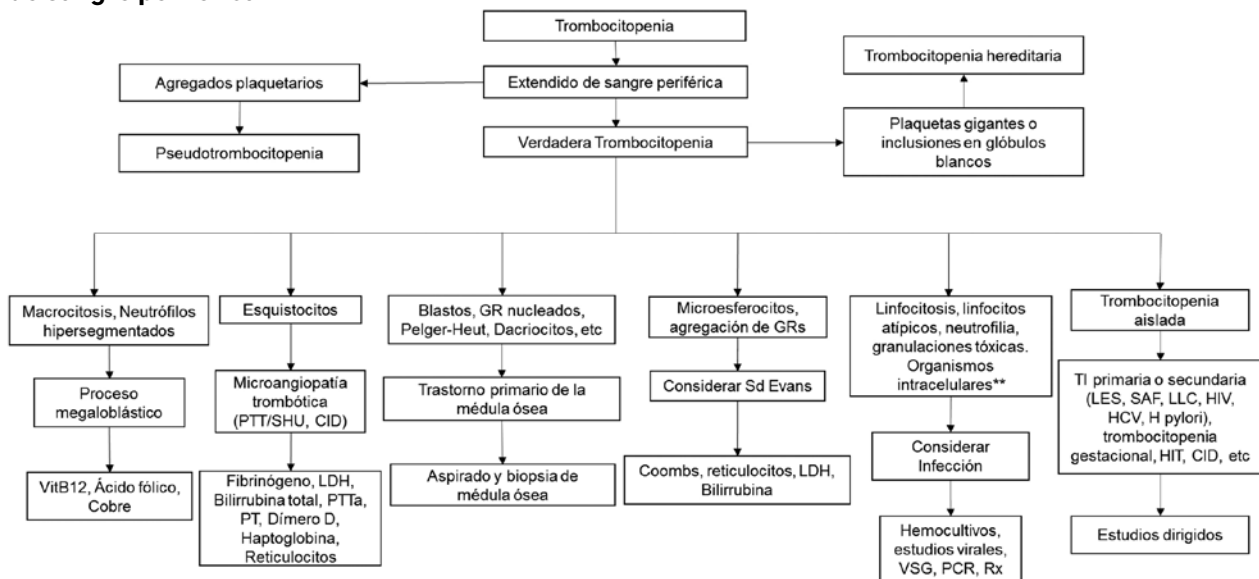 Trombocitopenia
Trombocitopenia hereditaria
Agregados plaquetarios
Extendido de sangre periférica
Plaquetas gigantes o
inclusiones en glóbulos
blancos
Pseudotrombocitopenia
Verdadera Trombocitopenia
Macrocitosis, Neutrófilos
hipersegmentados
Proceso
megaloblástico
VitB12, Ácido fólico,
Cobre
Esquistocitos
Microangiopatía
trombótica
(PTT/SHU, CID)
Fibrinógeno, LDH,
Bilirrubina total, PTTa,
PT, Dímero D,
Haptoglobina,
Reticulocitos
Blastos, GR nucleados,
Pelger-Heut, Dacriocitos, etc
Trastorno primario de la
médula ósea
Aspirado y biopsia de
médula ósea
Microesferocitos,
agregación de GRs
Considerar Sd Evans
Coombs, reticulocitos, LDH,
Bilirrubina
Linfocitosis, linfocitos
atípicos, neutrofilia,
granulaciones tóxicas.
Organismos
intracelulares**
Considerar
Infección
Hemocultivos,
estudios virales,
VSG, PCR, Rx
Trombocitopenia
aislada
TI primaria o secundaria
(LES, SAF, LLC, HIV,
HCV, H pylori),
trombocitopenia
gestacional, HIT, CID, etc
Estudios dirigidos